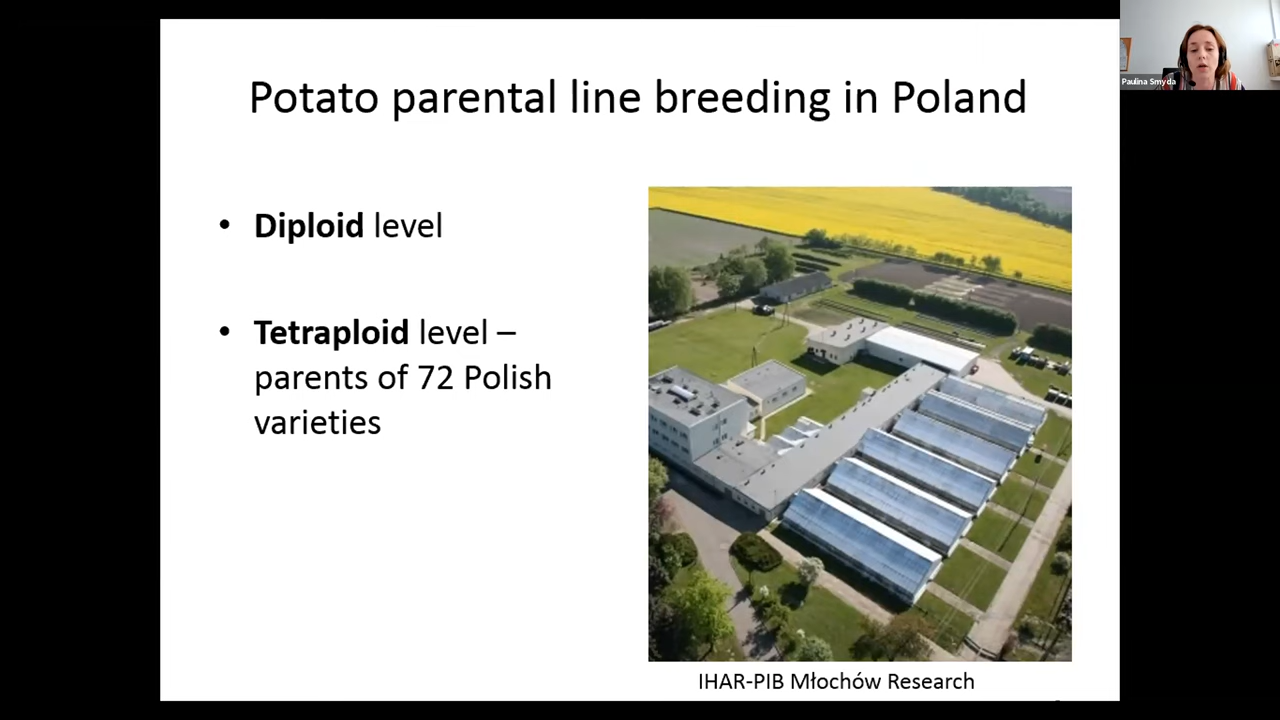 Potato parental line breeding in Poland
Paulina Smyda
• Diploid level
• Tetraploid level –
parents of 72 Polish
varieties
IHAR-PIB Młochów Research